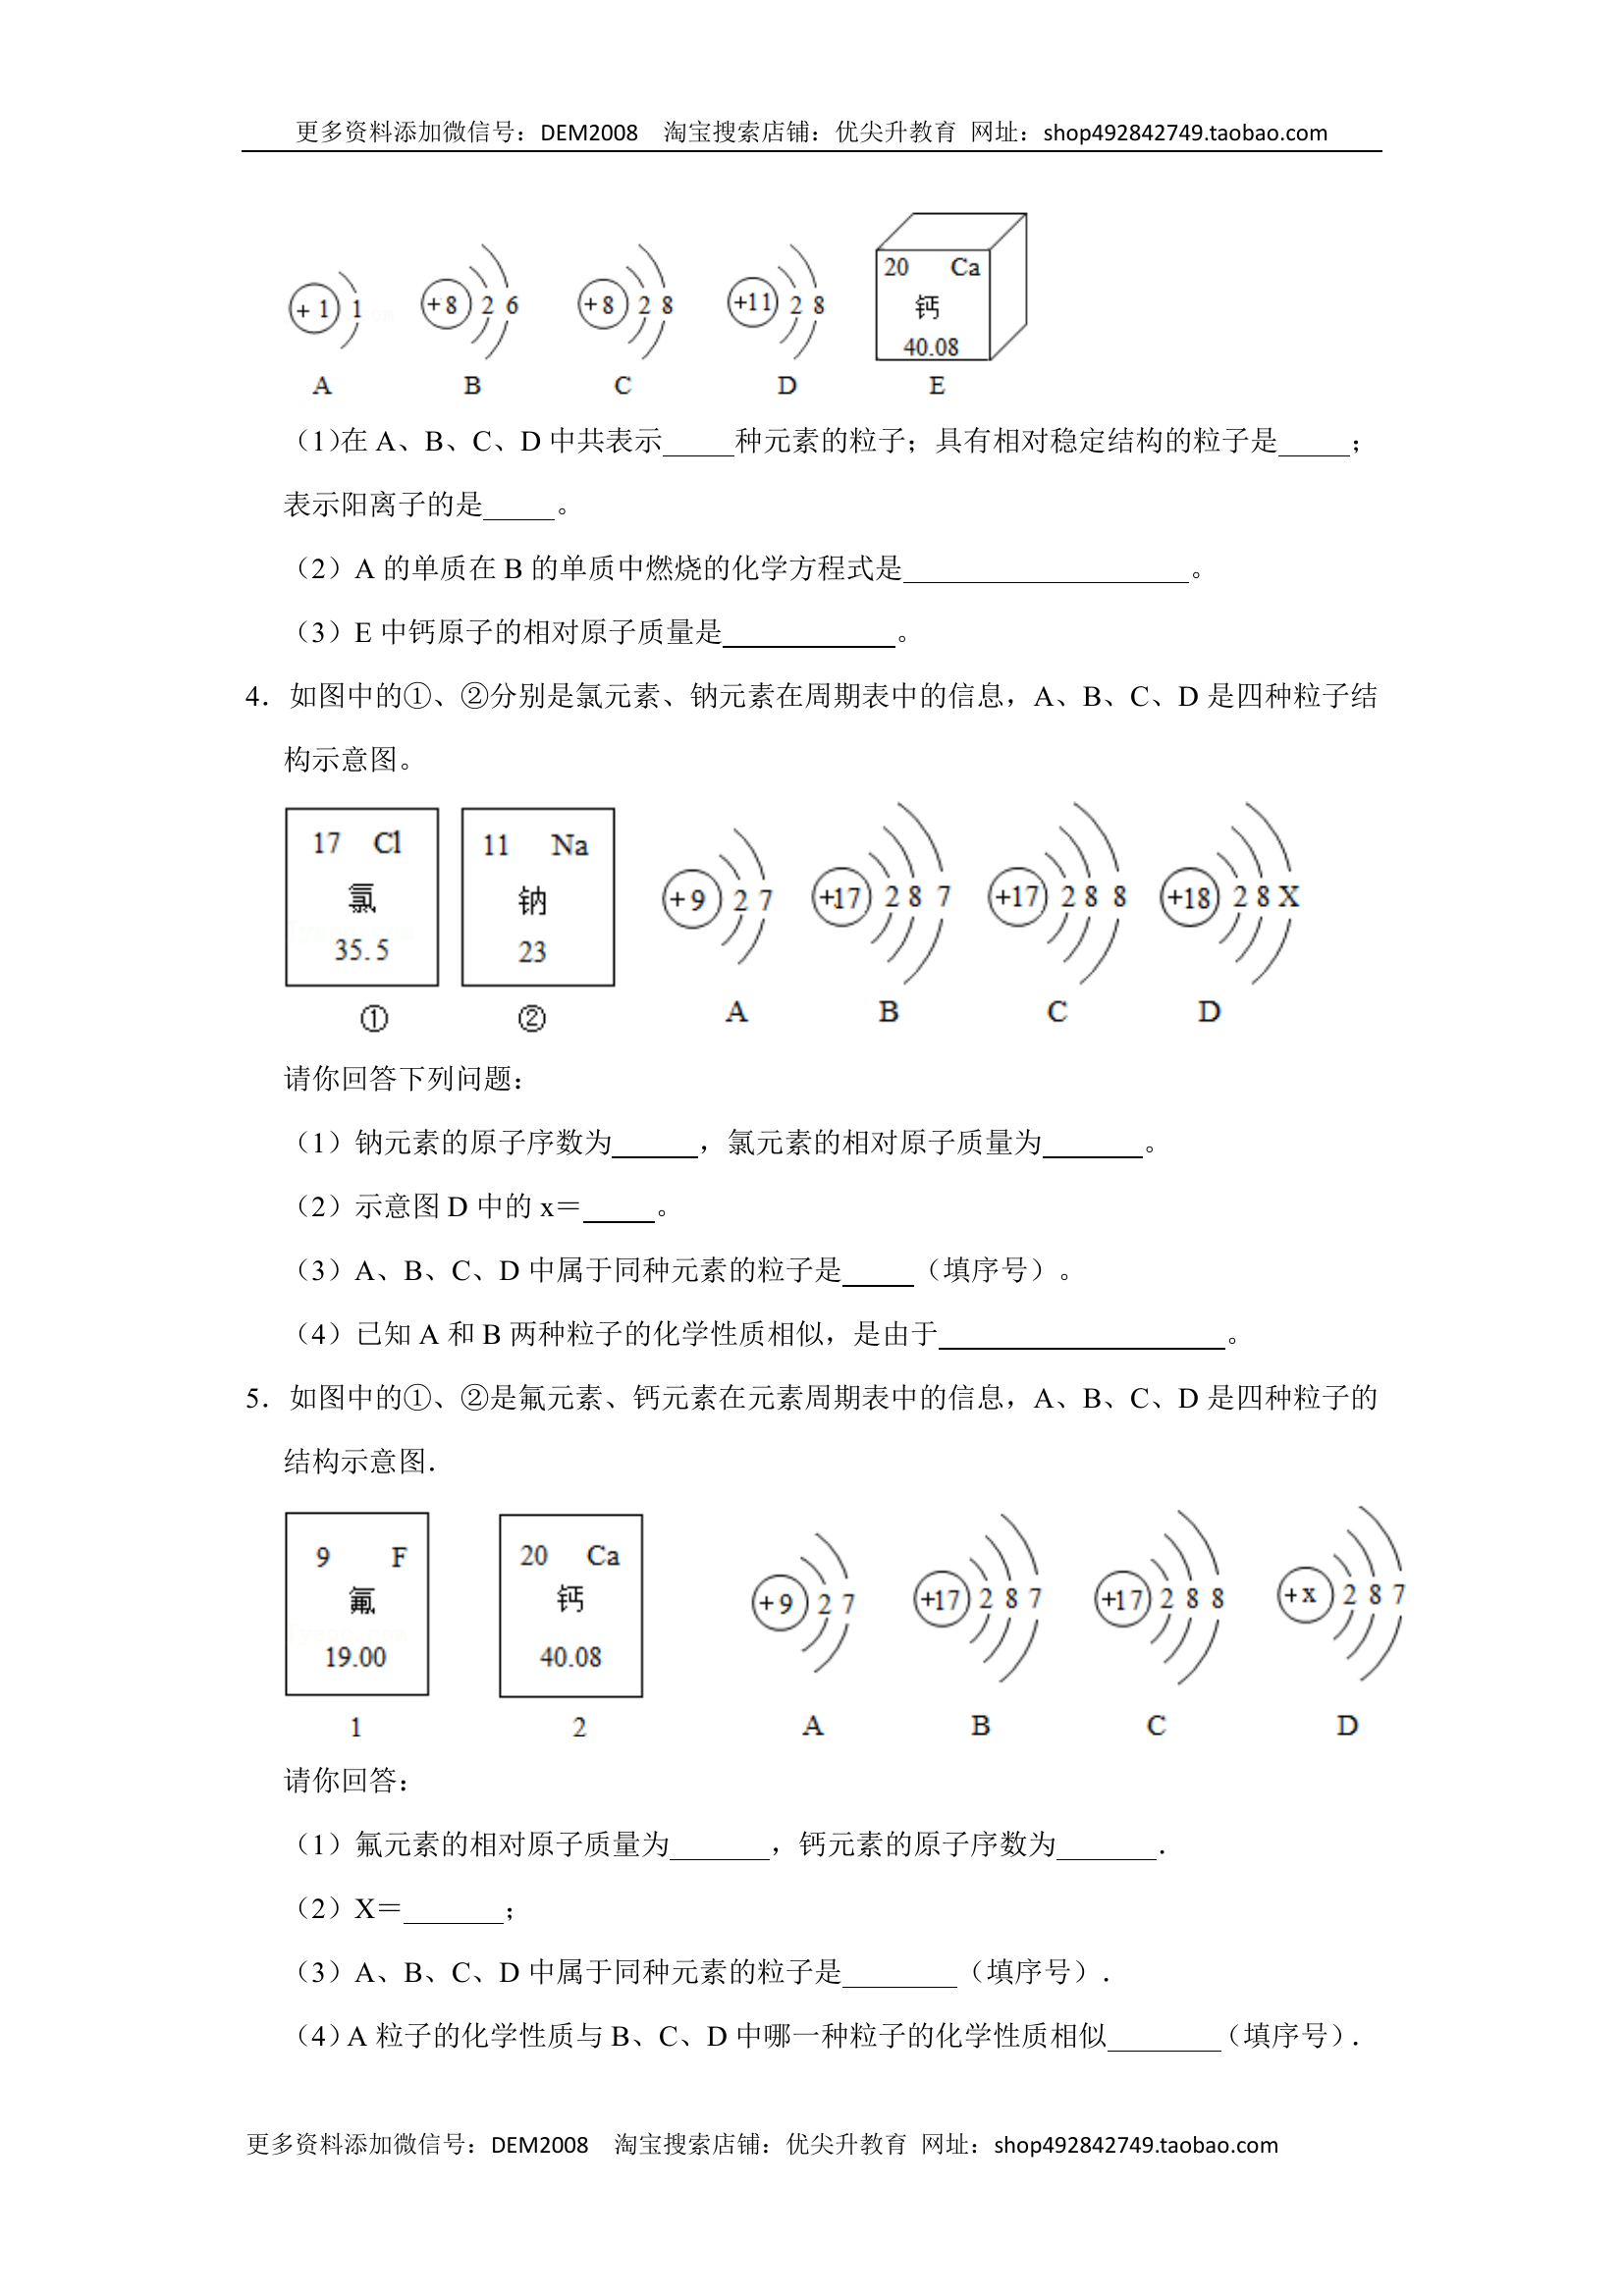 更多资料添加微信号：DEM2008 淘宝搜索店铺：优尖升教育 网址：shop492842749.taobao.com
+1 1 +8 2 6 +8 2 8 +11 2 8 20 Ca
钙
40.08
A B C D E
（1）在 A、B、C、D 中共表示_____种元素的粒子；具有相对稳定结构的粒子是_____；
表示阳离子的是_____。
（2）A 的单质在 B 的单质中燃烧的化学方程式是____________________。
（3）E 中钙原子的相对原子质量是____________。
4．如图中的①、②分别是氯元素、钠元素在周期表中的信息，A、B、C、D 是四种粒子结
构示意图。
17 Cl 11 Na
氯 钠 +9 2 7 +17 2 8 7 +17 2 8 8 +18 2 8 X
35.5 23
① ② A B C D
请你回答下列问题：
（1）钠元素的原子序数为______，氯元素的相对原子质量为_______。
（2）示意图 D 中的 x＝_____。
（3）A、B、C、D 中属于同种元素的粒子是_____（填序号）。
（4）已知 A 和 B 两种粒子的化学性质相似，是由于____________________。
5．如图中的①、②是氟元素、钙元素在元素周期表中的信息，A、B、C、D 是四种粒子的
结构示意图．
9 F 20 Ca
氟 钙 +9 2 7 +17 2 8 7 +17 2 8 8 +x 2 8 7
19.00 40.08
1 2 A B C D
请你回答：
（1）氟元素的相对原子质量为_______，钙元素的原子序数为_______．
（2）X＝_______；
（3）A、B、C、D 中属于同种元素的粒子是________（填序号）．
（4）A 粒子的化学性质与 B、C、D 中哪一种粒子的化学性质相似________（填序号）．
更多资料添加微信号：DEM2008 淘宝搜索店铺：优尖升教育 网址：shop492842749.taobao.com